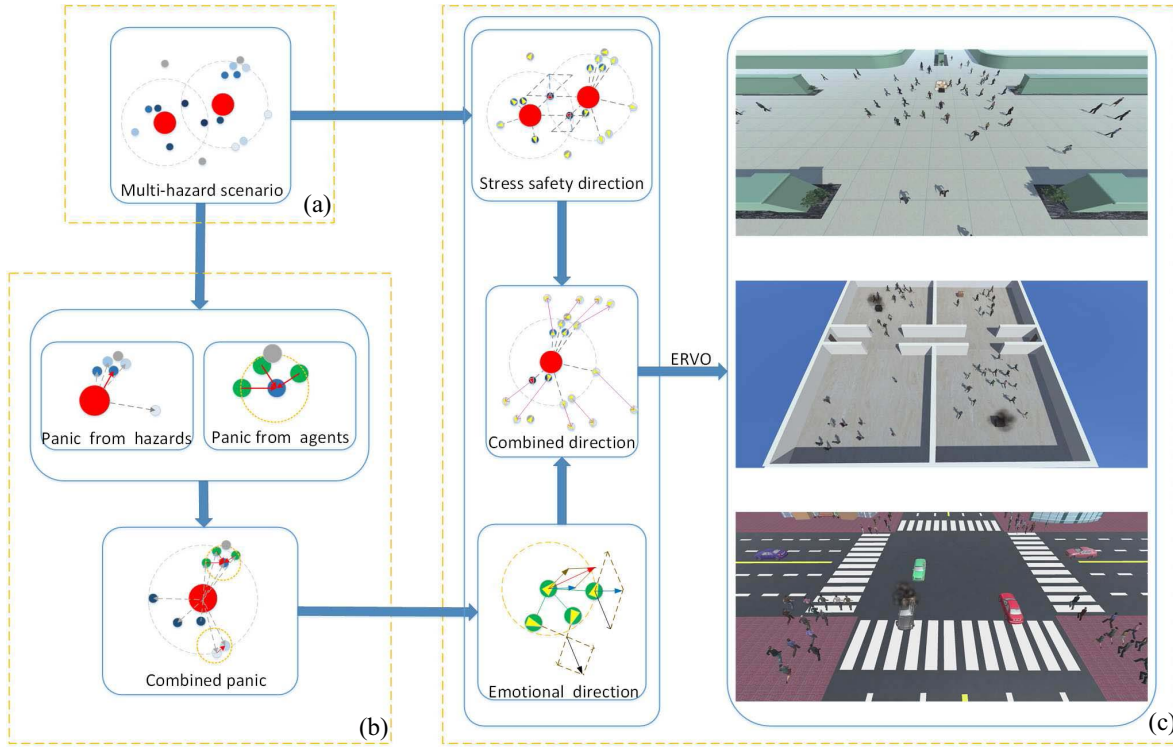 Multi-hazard scenario
(a)
Panic from hazards
Panic from agents
Combined panic
(b)
Stress safety direction
Combined direction
Emotional direction
ERVO
(c)